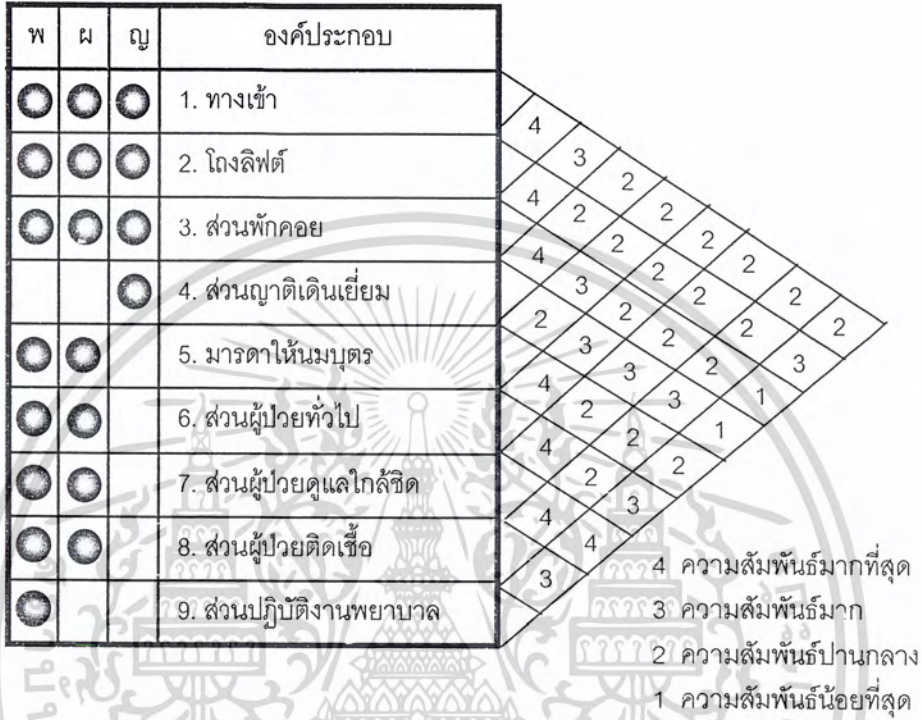 พ ผ ญ องค์ประกอบ
1. ทางเข้า
4
3
2. โถงลิฟต์
2
4 2 2
3. ส่วนพักคอย
2 2
4 2 2
4. ส่วนญาติเดินเยี่ยม
3 2 2
2 2 2 2
5. มารดาให้นมบุตร
3 2
3 2 3
4 3 1
6. ส่วนผู้ป่วยทั่วไป
2 2 1
4 2
7. ส่วนผู้ป่วยดูแลใกล้ชิด
2 3
4 4
8. ส่วนผู้ป่วยติดเชื้อ
3
9. ส่วนปฏิบัติงานพยาบาล
4 ความสัมพันธ์มากที่สุด
3 ความสัมพันธ์มาก
2 ความสัมพันธ์ปานกลาง
1 ความสัมพันธ์น้อยที่สุด